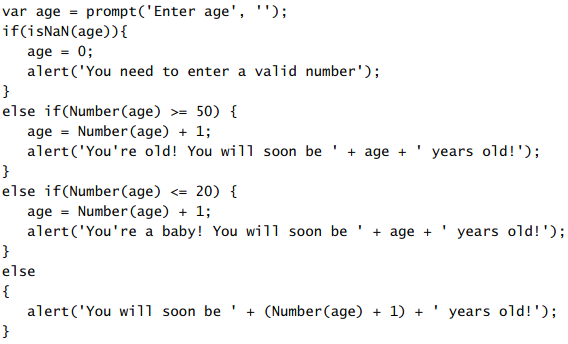 var age = prompt('Enter age', '');
if(isNaN(age)){
   age = 0;
   alert('You need to enter a valid number');
}
else if(Number(age) >= 50) {
   age = Number(age) + 1;
   alert('You're old! You will soon be ' + age + ' years old!');
}
else if(Number(age) <= 20) {
   age = Number(age) + 1;
   alert('You're a baby! You will soon be ' + age + ' years old!');
}
else
{
   alert('You will soon be ' + (Number(age) + 1) + ' years old!');
}